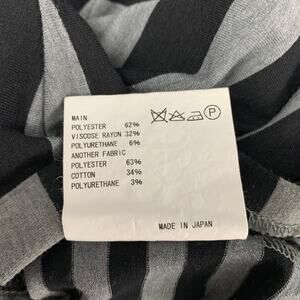 MAIN
POLYESTER 62%
VISCOSE RAYON 32%
POLYURETHANE 6%
ANOTHER FABRIC
POLYESTER 63%
COTTON 34%
POLYURETHANE 3%
P
MADE IN JAPAN